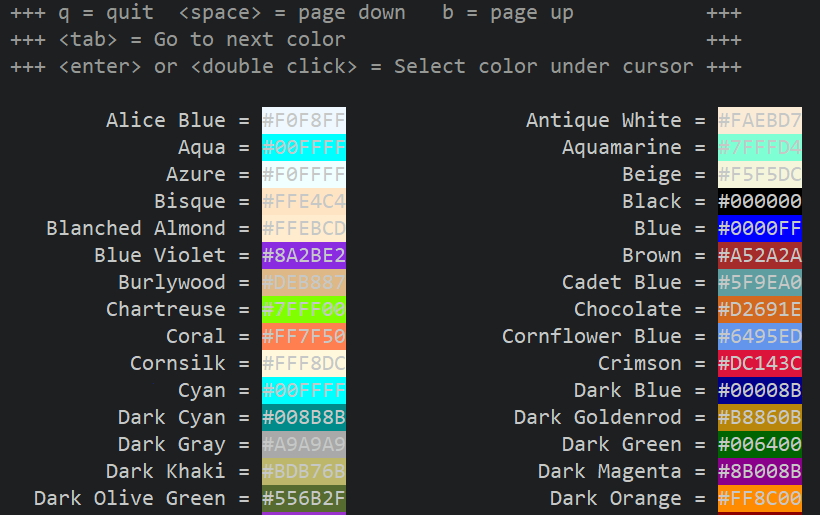 +++ q = quit  <space> = page down   b = page up           +++
+++ <tab> = Go to next color                              +++
+++ <enter> or <double click> = Select color under cursor +++
Alice Blue = #F0F8FF               Antique White = #FAEBD7
Aqua = #00FFFF                  Aquamarine = #7FFFD4
Azure = #F0FFFF                       Beige = #F5F5DC
Bisque = #FFE4C4                       Black = #000000
Blanched Almond = #FFEBCD                        Blue = #0000FF
Blue Violet = #8A2BE2                       Brown = #A52A2A
Burlywood = #DEB887                  Cadet Blue = #5F9EA0
Chartreuse = #7FFF00                   Chocolate = #D2691E
Coral = #FF7F50             Cornflower Blue = #6495ED
Cornsilk = #FFF8DC                     Crimson = #DC143C
Cyan = #00FFFF                   Dark Blue = #00008B
Dark Cyan = #008B8B              Dark Goldenrod = #B8860B
Dark Gray = #A9A9A9                  Dark Green = #006400
Dark Khaki = #BDB76B                Dark Magenta = #8B008B
Dark Olive Green = #556B2F                 Dark Orange = #FF8C00